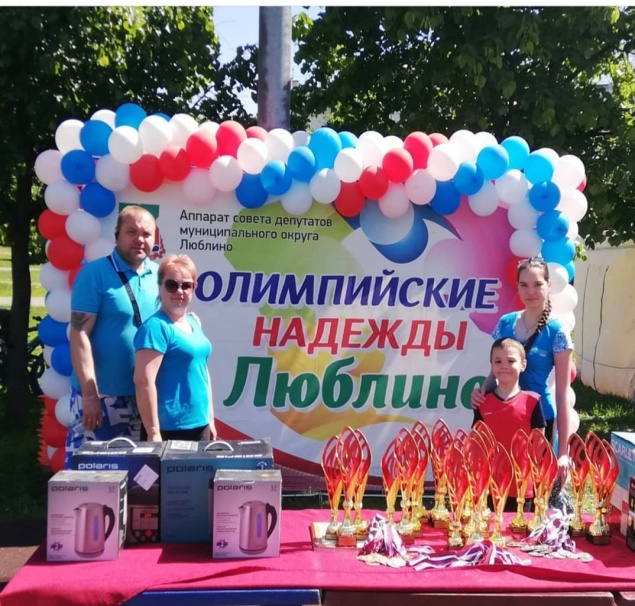 Аппарат совета депутатов
муниципального округа
Люблино
ОЛИМПИЙСКИЕ
НАДЕЖДЫ
Люблино
polaris
polaris
polaris
polaris